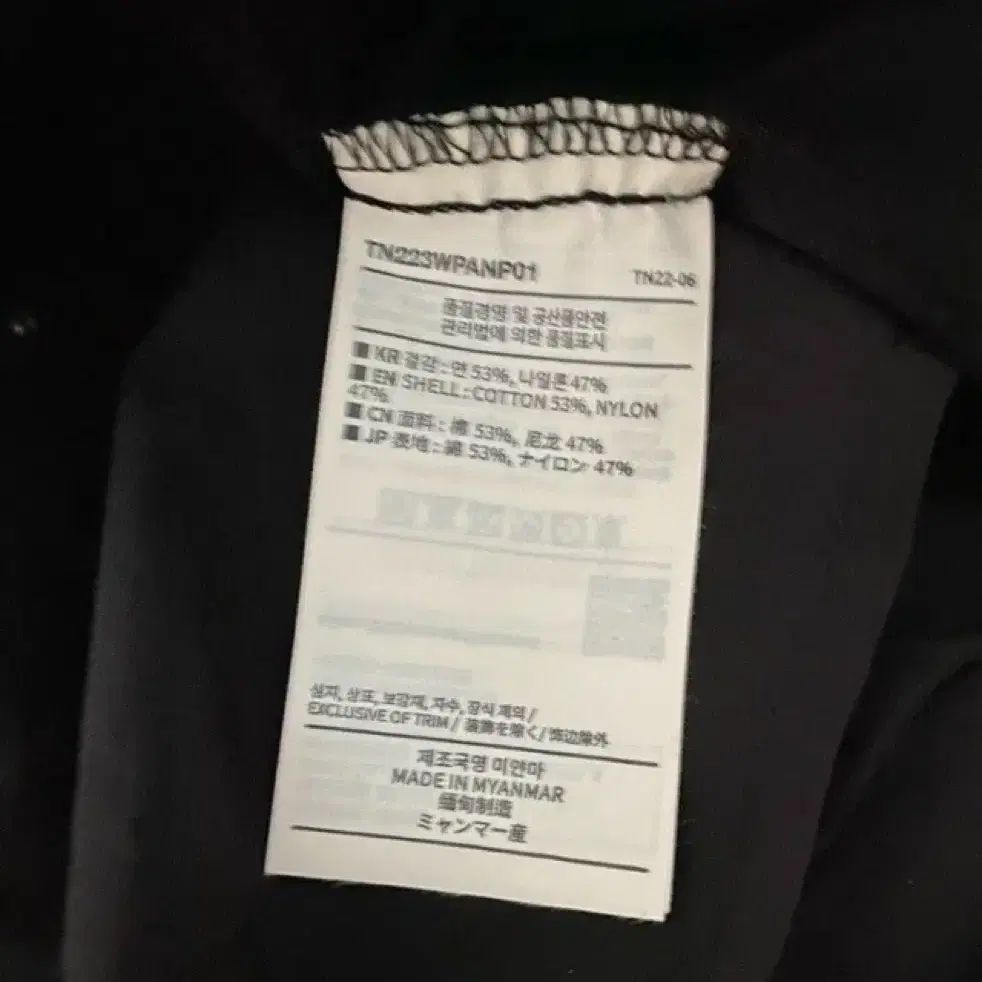 TN223WPANP01
TN22-06
품질경영 및 공산품안전
관리법에 의한 품질표시
■ KR 겉감 : 면 53%, 나일론 47%
■ EN SHELL : COTTON 53%, NYLON
47%
■ CN 面料 : 棉 53%, 尼龙 47%
■ JP 表地 : 綿 53%, ナイロン 47%
심지, 상표, 보강재, 자수, 장식 제외 /
EXCLUSIVE OF TRIM / 装飾を除く / 饰边除外
제조국명 미얀마
MADE IN MYANMAR
缅甸制造
ミャンマー産